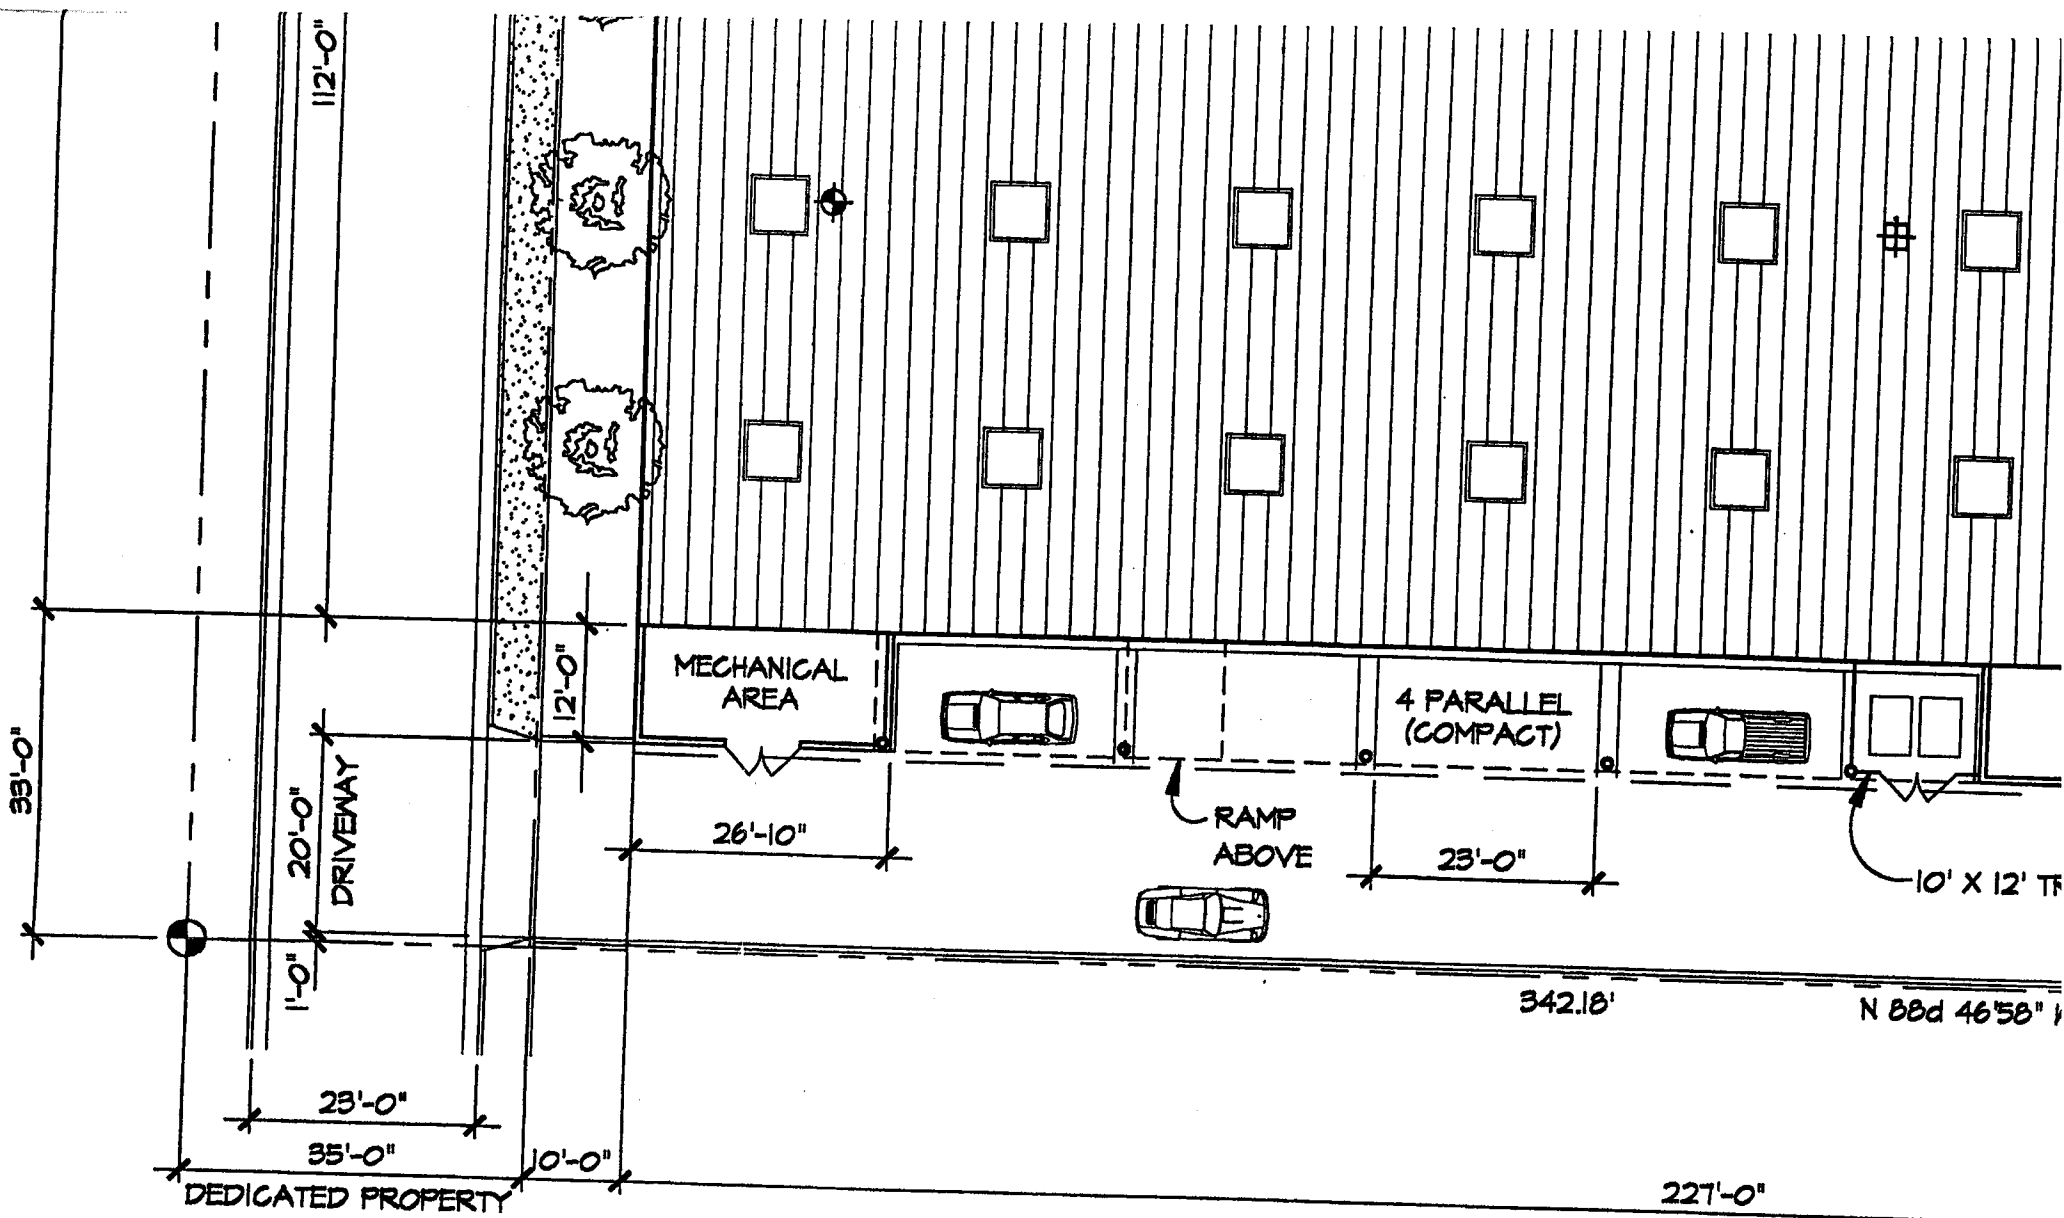 112'-0"
MECHANICAL
AREA
12'-0"
4 PARALLEL
(COMPACT)
33'-0"
20'-0"
DRIVEWAY
26'-10"
RAMP
ABOVE
23'-0"
10' X 12'
1'-0"
342.18'
N 88d 46'58"
23'-0"
35'-0"
10'-0"
DEDICATED PROPERTY
227'-0"